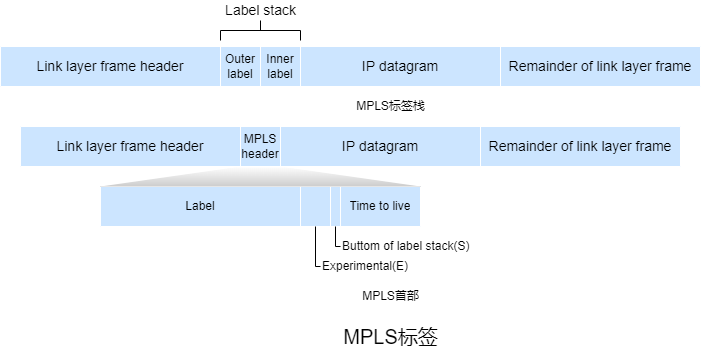 Label stack
Link layer frame header
Outer label
Inner label
IP datagram
Remainder of link layer frame
MPLS标签栈
Link layer frame header
MPLS header
IP datagram
Remainder of link layer frame
Label
Time to live
Buttom of label stack(S)
Experimental(E)
MPLS首部
MPLS标签